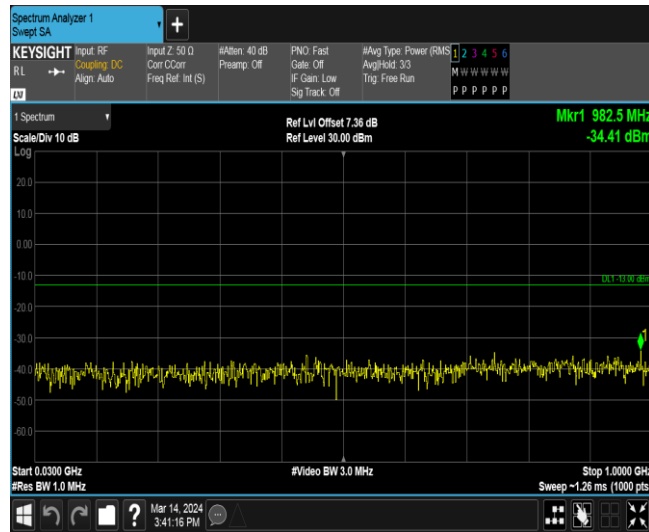 Spectrum Analyzer 1
Swept SA
+
KEYSIGHT
RL
LXI
Input: RF
Coupling: DC
Align: Auto
Input Z: 50 Ω
Corr CCorr
Freq Ref: Int (S)
#Atten: 40 dB
Preamp: Off
PNO: Fast
Gate: Off
IF Gain: Low
Sig Track: Off
#Avg Type: Power (RMS
Avg|Hold: 3/3
Trig: Free Run
1 2 3 4 5 6
M W W W W W
P P P P P P
1 Spectrum
Scale/Div 10 dB
Log
Ref Lvl Offset 7.36 dB
Ref Level 30.00 dBm
Mkr1 982.5 MHz
-34.41 dBm
20.0
10.0
0.00
-10.0
DL1 -13.00 dBm
-20.0
-30.0
1
-40.0
-50.0
-60.0
Start 0.0300 GHz
#Res BW 1.0 MHz
#Video BW 3.0 MHz
Stop 1.0000 GHz
Sweep ~1.26 ms (1000 pts
?
Mar 14, 2024
3:41:16 PM